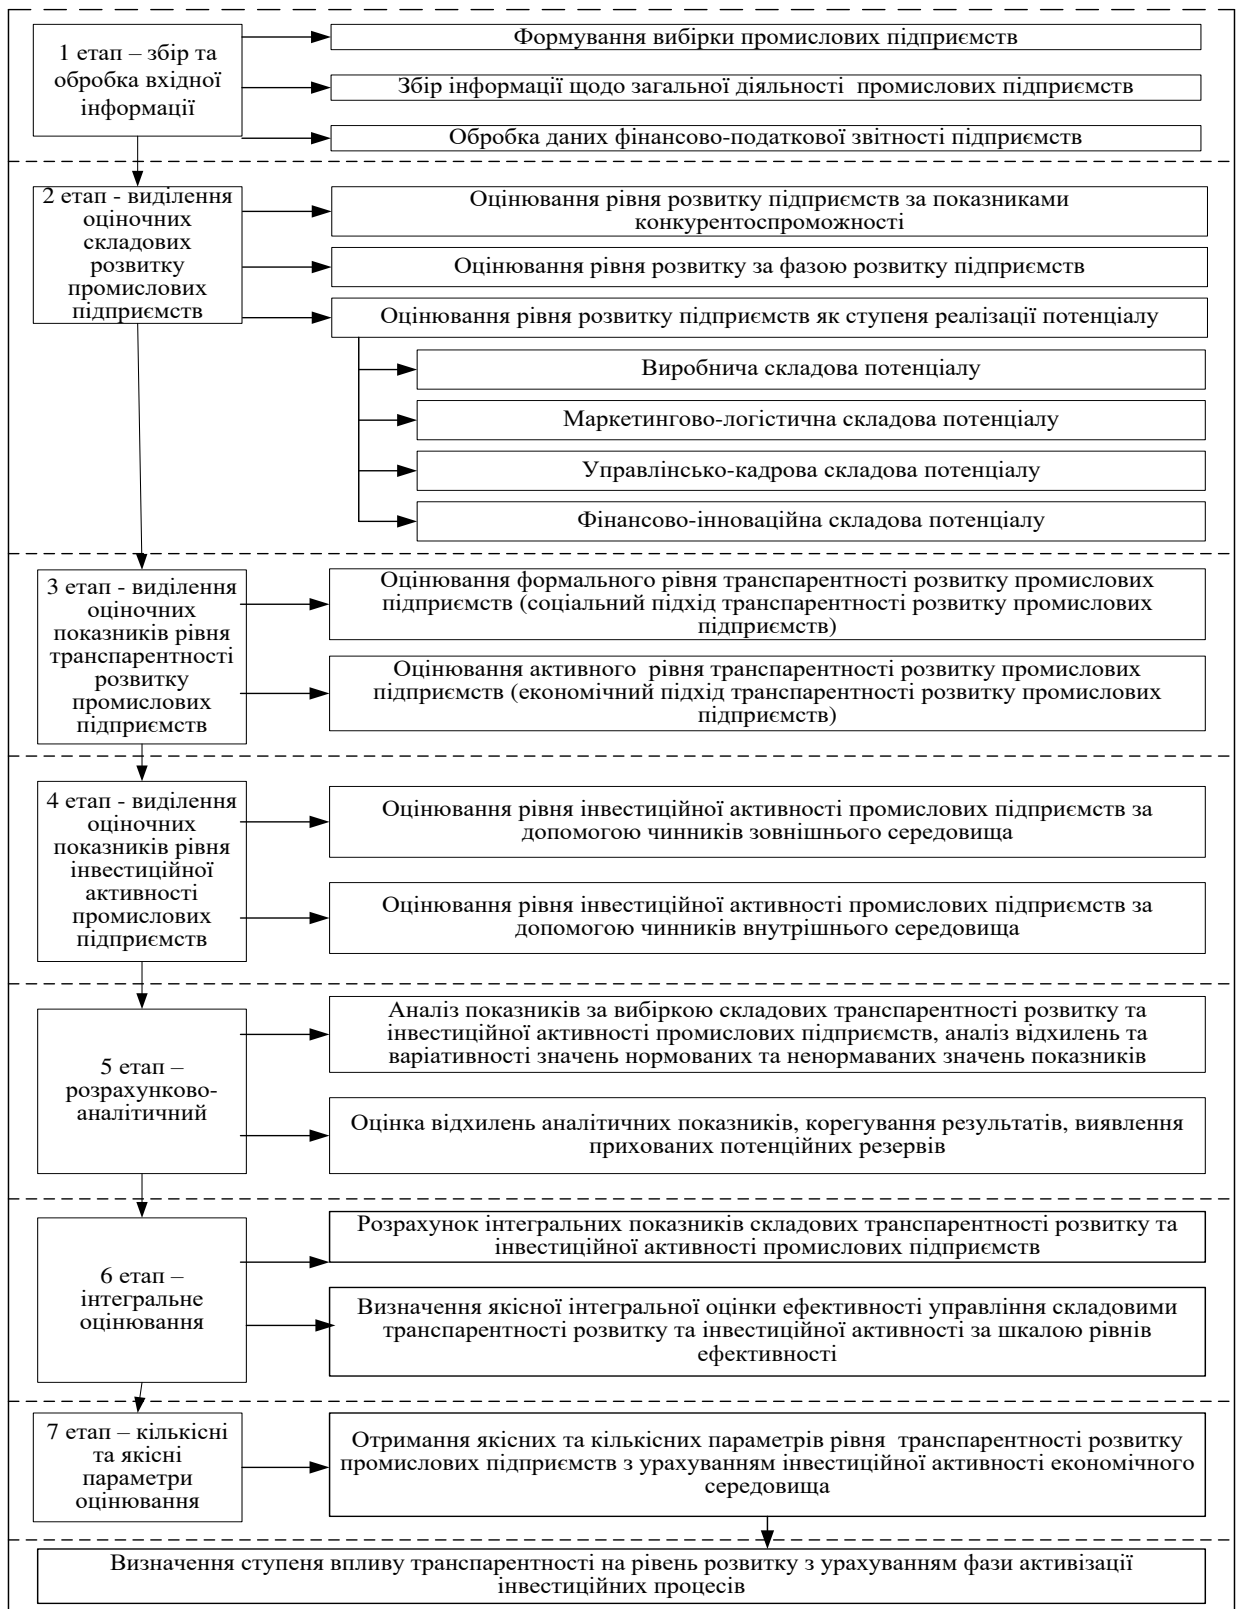 1 етап – збір та
обробка вхідної
інформації
Формування вибірки промислових підприємств
Збір інформації щодо загальної діяльності промислових підприємств
Обробка даних фінансово-податкової звітності підприємств
2 етап - виділення
оціночних
складових
розвитку
промислових
підприємств
Оцінювання рівня розвитку підприємств за показниками
конкурентоспроможності
Оцінювання рівня розвитку за фазою розвитку підприємств
Оцінювання рівня розвитку підприємств як ступеня реалізації потенціалу
Виробнича складова потенціалу
Маркетингово-логістична складова потенціалу
Управлінсько-кадрова складова потенціалу
Фінансово-інноваційна складова потенціалу
3 етап - виділення
оціночних
показників рівня
транспарентності
розвитку
промислових
підприємств
Оцінювання формального рівня транспарентності розвитку промислових
підприємств (соціальний підхід транспарентності розвитку промислових
підприємств)
Оцінювання активного рівня транспарентності розвитку промислових
підприємств (економічний підхід транспарентності розвитку промислових
підприємств)
4 етап - виділення
оціночних
показників рівня
інвестиційної
активності
промислових
підприємств
Оцінювання рівня інвестиційної активності промислових підприємств за
допомогою чинників зовнішнього середовища
Оцінювання рівня інвестиційної активності промислових підприємств за
допомогою чинників внутрішнього середовища
5 етап –
розрахунково-
аналітичний
Аналіз показників за вибіркою складових транспарентності розвитку та
інвестиційної активності промислових підприємств, аналіз відхилень та
варіативності значень нормованих та ненормаваних значень показників
Оцінка відхилень аналітичних показників, корегування результатів, виявлення
прихованих потенційних резервів
6 етап –
інтегральне
оцінювання
Розрахунок інтегральних показників складових транспарентності розвитку та
інвестиційної активності промислових підприємств
Визначення якісної інтегральної оцінки ефективності управління складовими
транспарентності розвитку та інвестиційної активності за шкалою рівнів
ефективності
7 етап – кількісні
та якісні
параметри
оцінювання
Отримання якісних та кількісних параметрів рівня транспарентності розвитку
промислових підприємств з урахуванням інвестиційної активності економічного
середовища
Визначення ступеня впливу транспарентності на рівень розвитку з урахуванням фази активізації
інвестиційних процесів